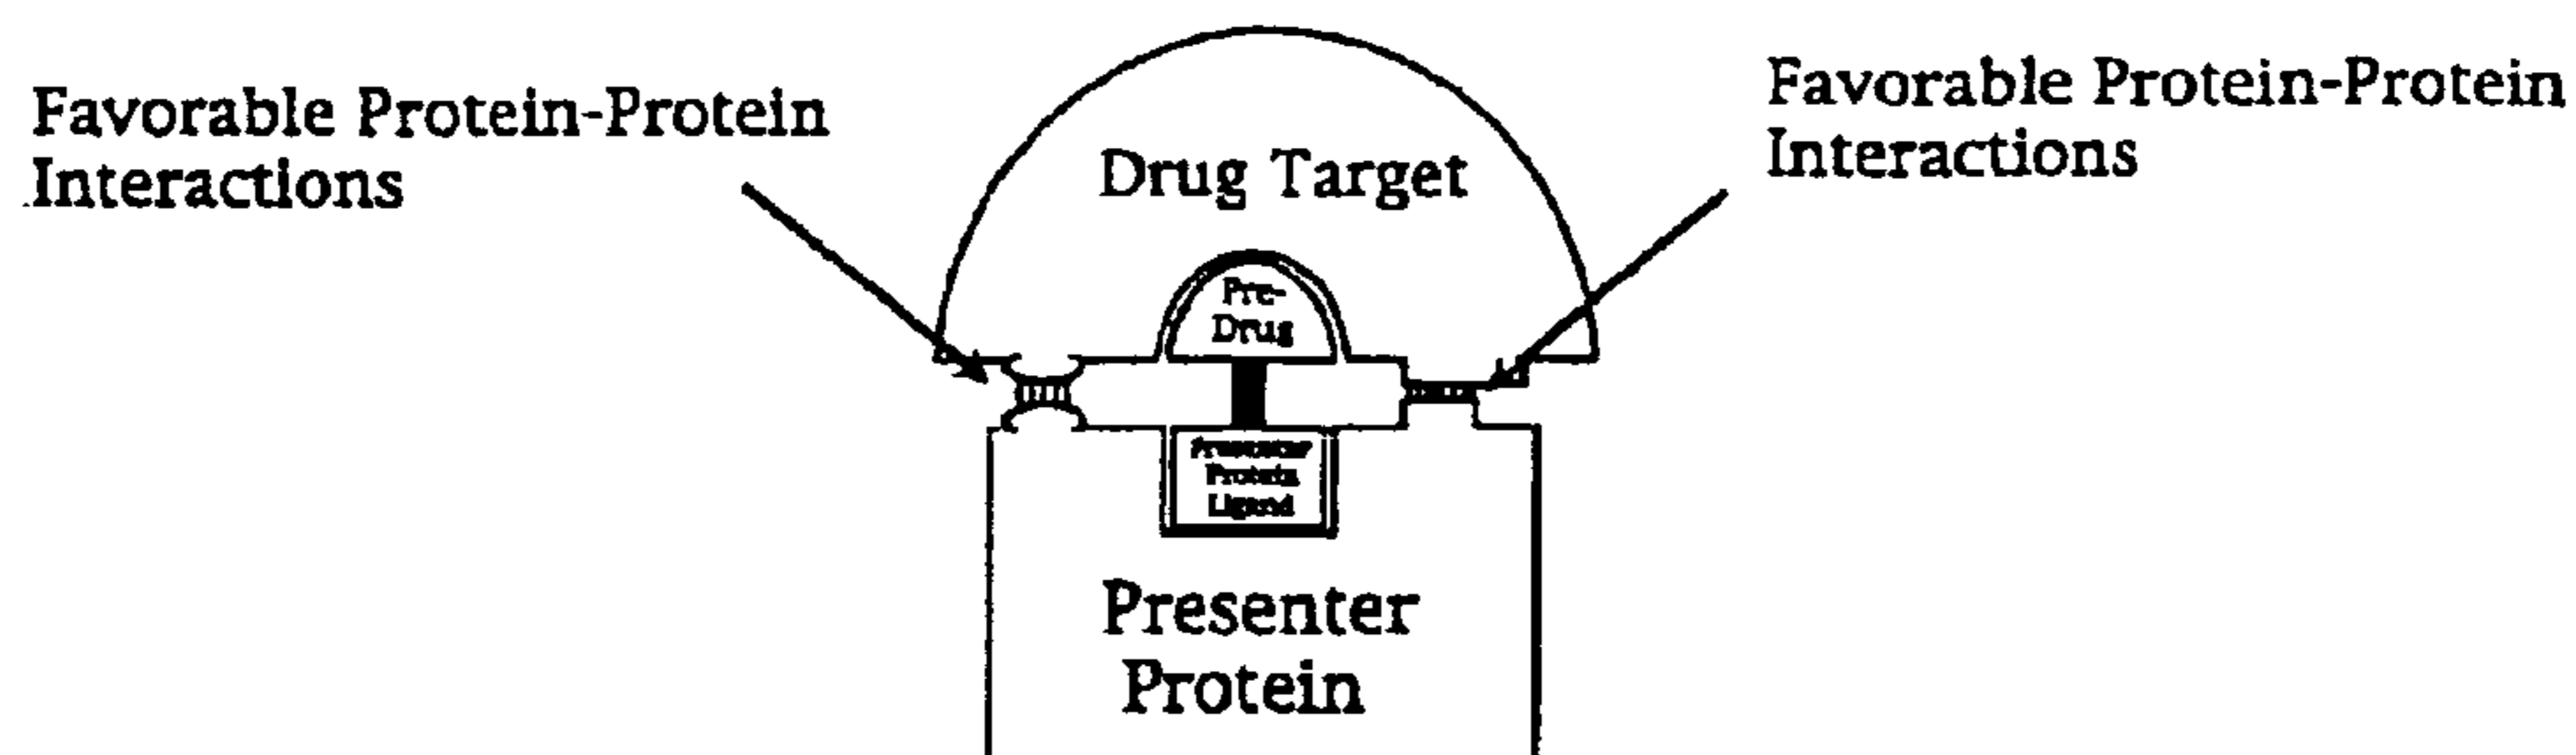 Favorable Protein-Protein
Interactions
Favorable Protein-Protein
Interactions
Drug Target
Pre-
Drug
Presenter
Protein
Ligand
Presenter
Protein